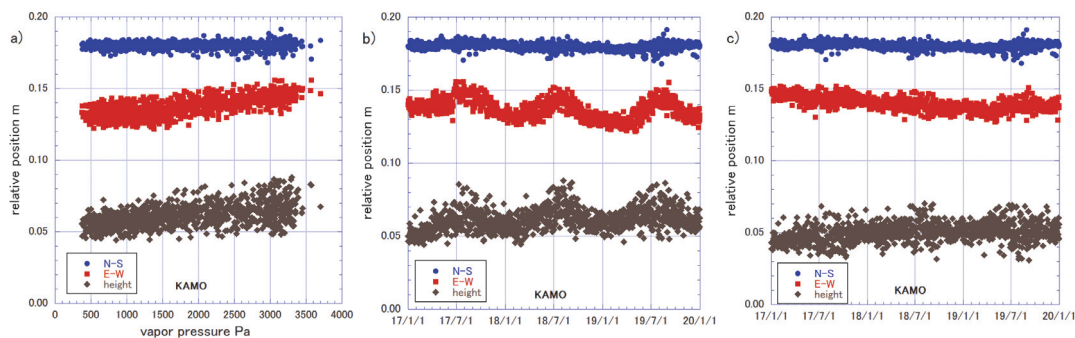 a)
relative position m
0.20
0.15
0.10
0.05
0.00
N-S
E-W
height
KAMO
0
500
1000
1500
2000
2500
3000
3500
4000
vapor pressure Pa
b)
relative position m
0.20
0.15
0.10
0.05
0.00
N-S
E-W
height
KAMO
17/1/1
17/7/1
18/1/1
18/7/1
19/1/1
19/7/1
20/1/1
c)
relative position m
0.20
0.15
0.10
0.05
0.00
N-S
E-W
height
KAMO
17/1/1
17/7/1
18/1/1
18/7/1
19/1/1
19/7/1
20/1/1